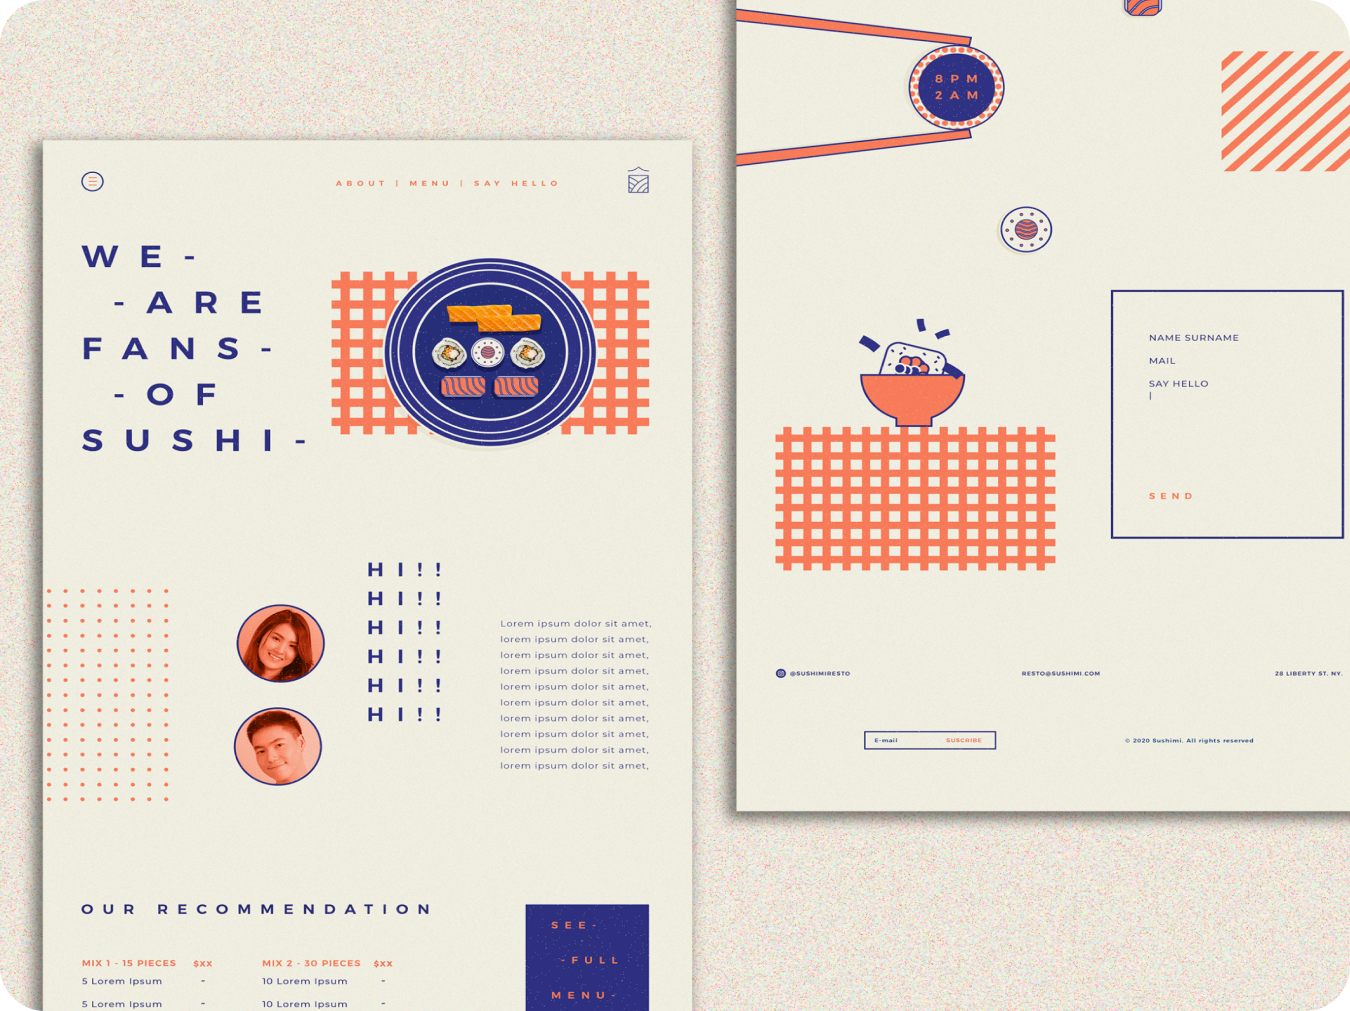 ABOUT | MENU | SAY HELLO
WE-
-ARE
FANS-
-OF
SUSHI-
HI!!
HI!!
HI!!
HI!!
HI!!
HI!!
Lorem ipsum dolor sit amet,
lorem ipsum dolor sit amet,
lorem ipsum dolor sit amet,
lorem ipsum dolor sit amet,
lorem ipsum dolor sit amet,
lorem ipsum dolor sit amet,
lorem ipsum dolor sit amet,
lorem ipsum dolor sit amet,
lorem ipsum dolor sit amet,
lorem ipsum dolor sit amet,
OUR RECOMMENDATION
MIX 1 - 15 PIECES $XX
5 Lorem Ipsum -
5 Lorem Ipsum -
MIX 2 - 30 PIECES $XX
10 Lorem Ipsum -
10 Lorem Ipsum -
SEE-
-FULL
MENU-
8PM
2AM
NAME SURNAME
MAIL
SAY HELLO
|
SEND
@SUSHIMIRESTO
RESTO@SUSHIMI.COM
28 LIBERTY ST. NY.
E-mail SUSCRIBE
© 2020 Sushimi. All rights reserved